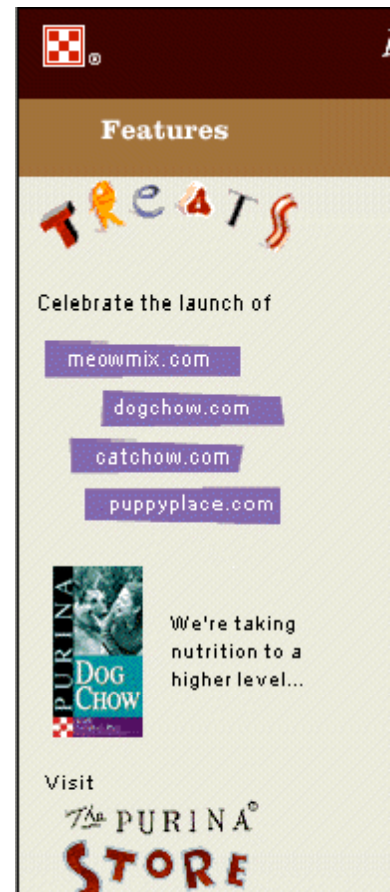 ®
Features
TREATS
Celebrate the launch of
meowmix.com
dogchow.com
catchow.com
puppyplace.com
PURINA
DOG
CHOW
We're taking
nutrition to a
higher level...
Visit
The PURINA®
STORE